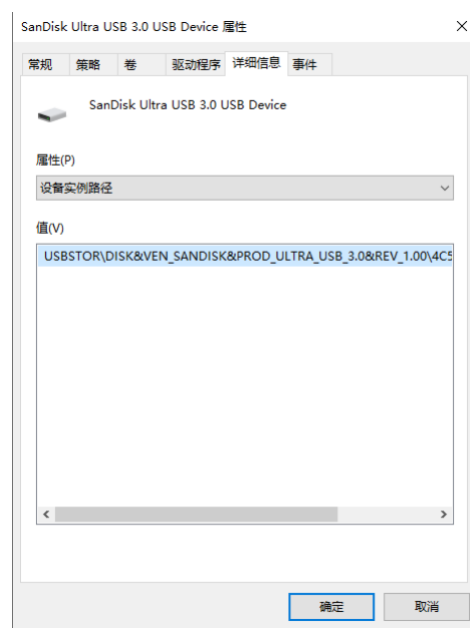 SanDisk Ultra USB 3.0 USB Device 属性
常规 策略 卷 驱动程序 详细信息 事件
SanDisk Ultra USB 3.0 USB Device
属性(P)
设备实例路径
值(V)
USBSTOR\DISK&VEN_SANDISK&PROD_ULTRA_USB_3.0&REV_1.00\4C5
确定 取消